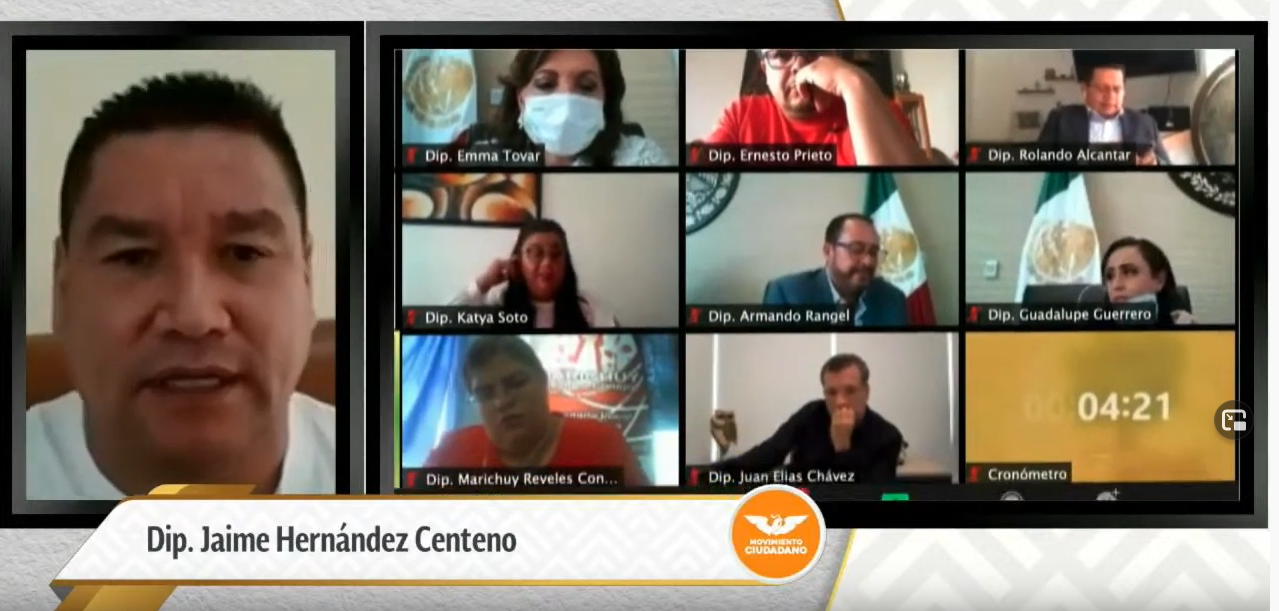 Dip. Emma Tovar
Dip. Ernesto Prieto
Dip. Rolando Alcantar
Dip. Katya Soto
Dip. Armando Rangel
Dip. Guadalupe Guerrero
04:21
Dip. Marichuy Reveles Con...
Dip. Juan Elias Chávez
Cronómetro
Dip. Jaime Hernández Centeno
MOVIMIENTO
CIUDADANO